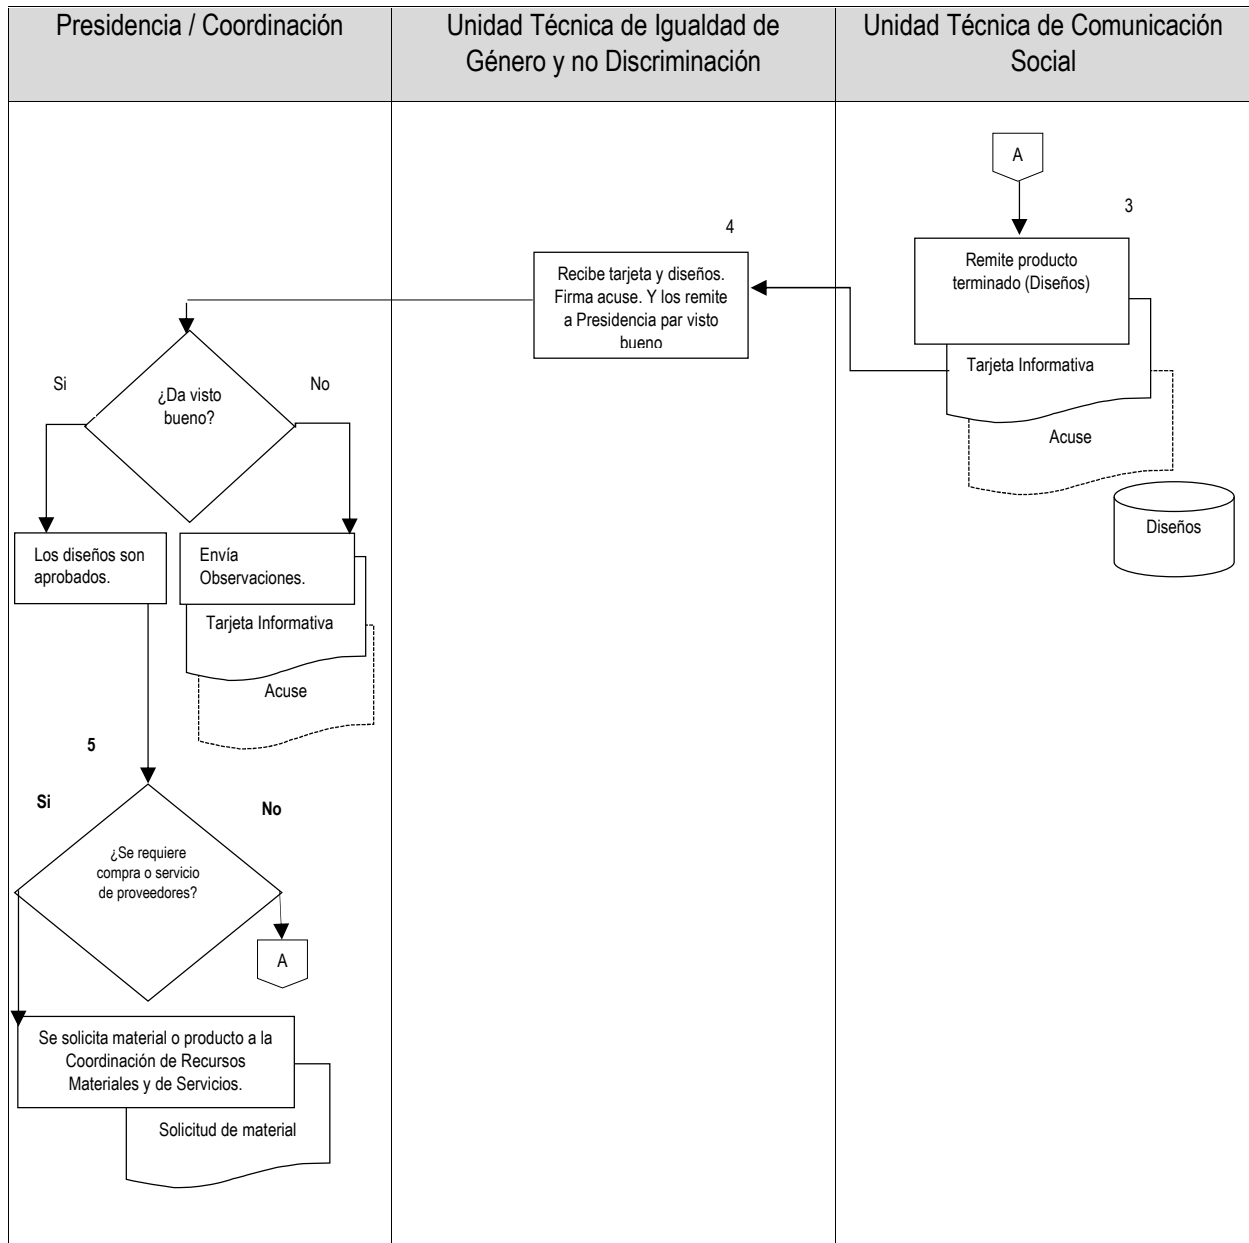 Presidencia / Coordinación
Unidad Técnica de Igualdad de
Género y no Discriminación
Unidad Técnica de Comunicación
Social
A
3
Remite producto
terminado (Diseños)
Tarjeta Informativa
Acuse
Diseños
4
Recibe tarjeta y diseños.
Firma acuse. Y los remite
a Presidencia par visto
bueno
¿Da visto
bueno?
Si
No
Los diseños son
aprobados.
Envía
Observaciones.
Tarjeta Informativa
Acuse
5
Si
No
¿Se requiere
compra o servicio
de proveedores?
A
Se solicita material o producto a la
Coordinación de Recursos
Materiales y de Servicios.
Solicitud de material